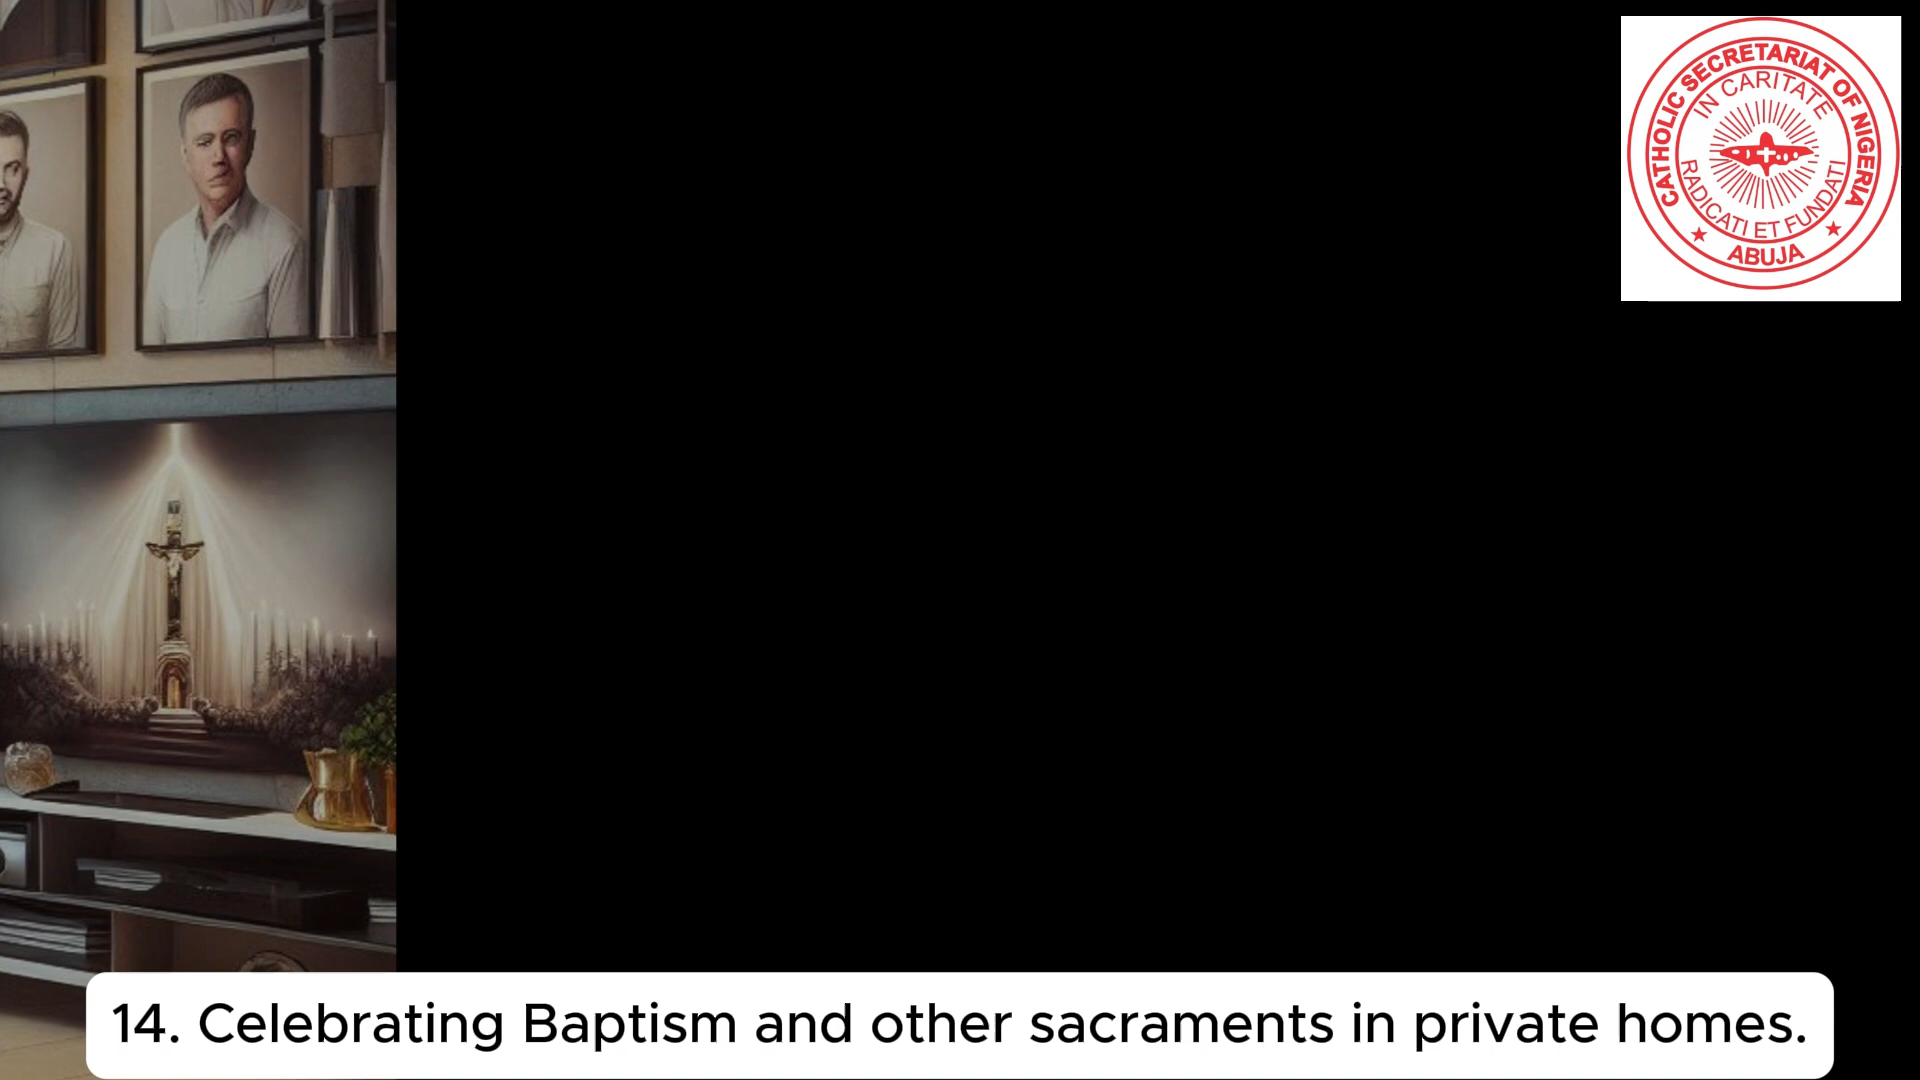 CATHOLIC SECRETARIAT OF NIGERIA
IN CARITATE
RADICATI ET FUNDATI
ABUJA
14. Celebrating Baptism and other sacraments in private homes.